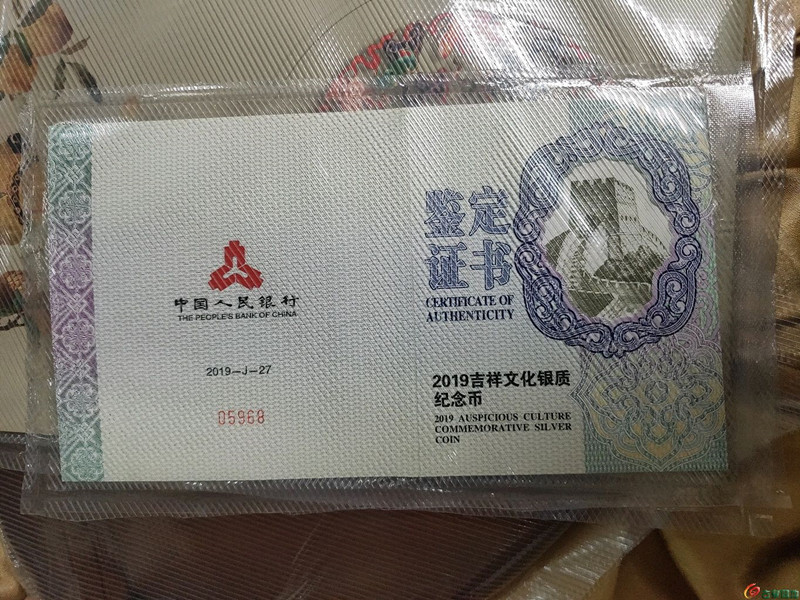 中国人民银行
THE PEOPLE'S BANK OF CHINA
2019-J-27
05968
鉴定
证书
CERTIFICATE OF
AUTHENTICITY
2019吉祥文化银质
纪念币
2019 AUSPICIOUS CULTURE
COMMEMORATIVE SILVER
COIN